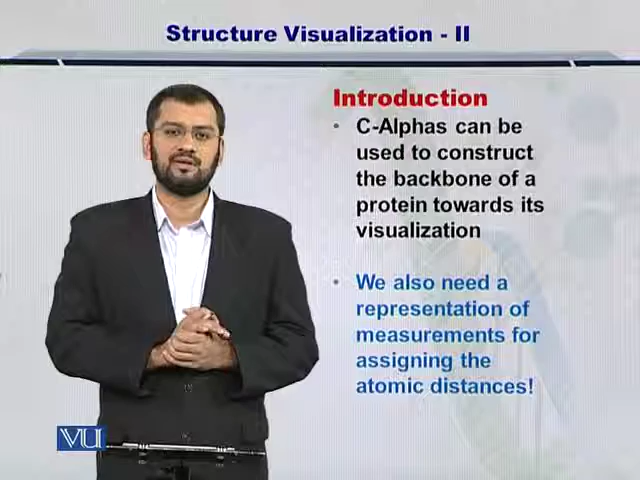 Structure Visualization - II
Introduction
• C-Alphas can be
used to construct
the backbone of a
protein towards its
visualization
• We also need a
representation of
measurements for
assigning the
atomic distances!
VU